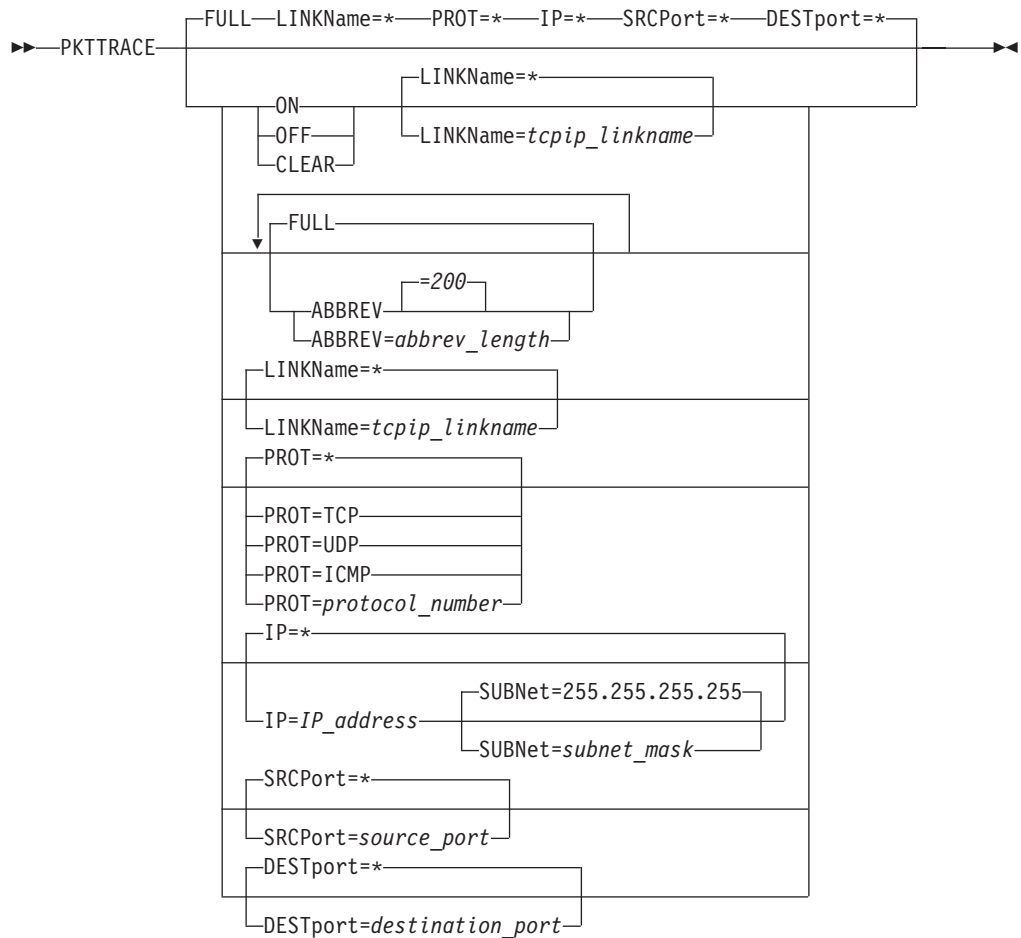 FULL LINKName=* PROT=* IP=* SRCPort=* DESTport=*
PKTTRACE
LINKName=*
ON
OFF
LINKName=tcpip_linkname
CLEAR
FULL
=200
ABBREV
ABBREV=abbrev_length
LINKName=*
LINKName=tcpip_linkname
PROT=*
PROT=TCP
PROT=UDP
PROT=ICMP
PROT=protocol_number
IP=*
SUBNet=255.255.255.255
IP=IP_address
SUBNet=subnet_mask
SRCPort=*
SRCPort=source_port
DESTport=*
DESTport=destination_port